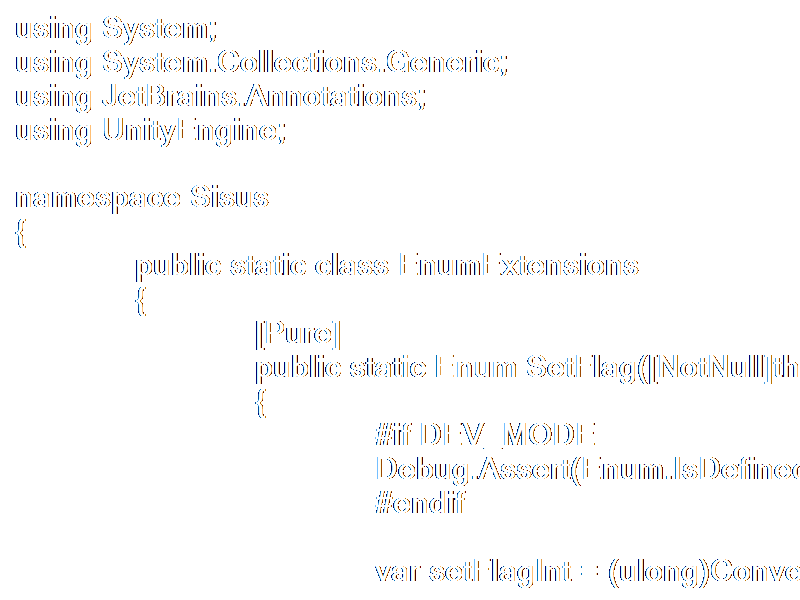 using System;
using System.Collections.Generic;
using JetBrains.Annotations;
using UnityEngine;
namespace Sisus
{
public static class EnumExtensions
{
[Pure]
public static Enum SetFlag([NotNull]th
{
#if DEV_MODE
Debug.Assert(Enum.IsDefined
#endif
var setFlagInt = (ulong)Conve